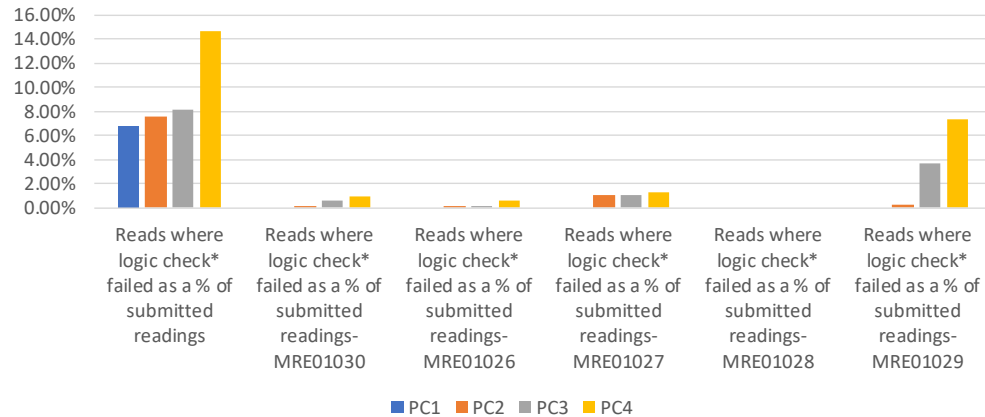 16.00%
14.00%
12.00%
10.00%
8.00%
6.00%
4.00%
2.00%
0.00%
Reads where
logic check*
failed as a % of
submitted
readings
Reads where
logic check*
failed as a % of
submitted
readings-
MRE01030
Reads where
logic check*
failed as a % of
submitted
readings-
MRE01026
Reads where
logic check*
failed as a % of
submitted
readings-
MRE01027
Reads where
logic check*
failed as a % of
submitted
readings-
MRE01028
Reads where
logic check*
failed as a % of
submitted
readings-
MRE01029
PC1 PC2 PC3 PC4